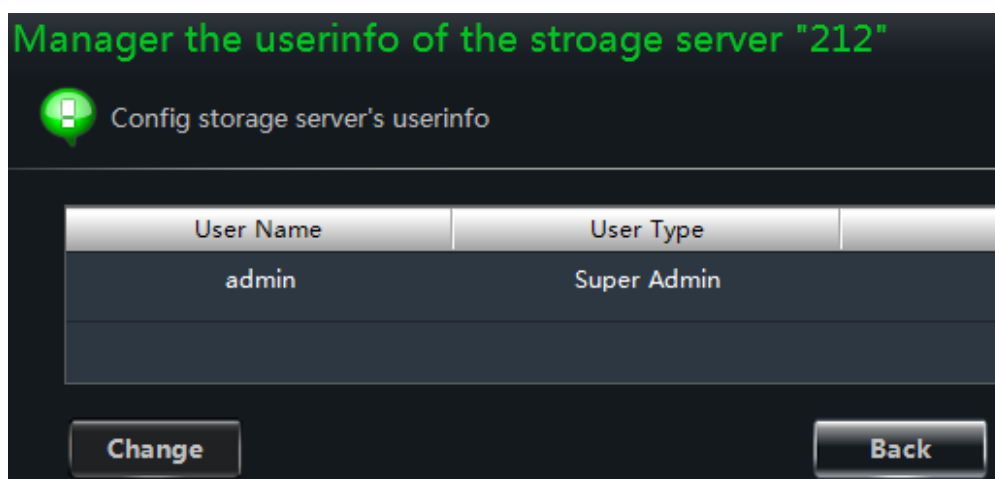 Manager the userinfo of the stroage server "212"
Config storage server's userinfo
User Name User Type
admin Super Admin
Change Back